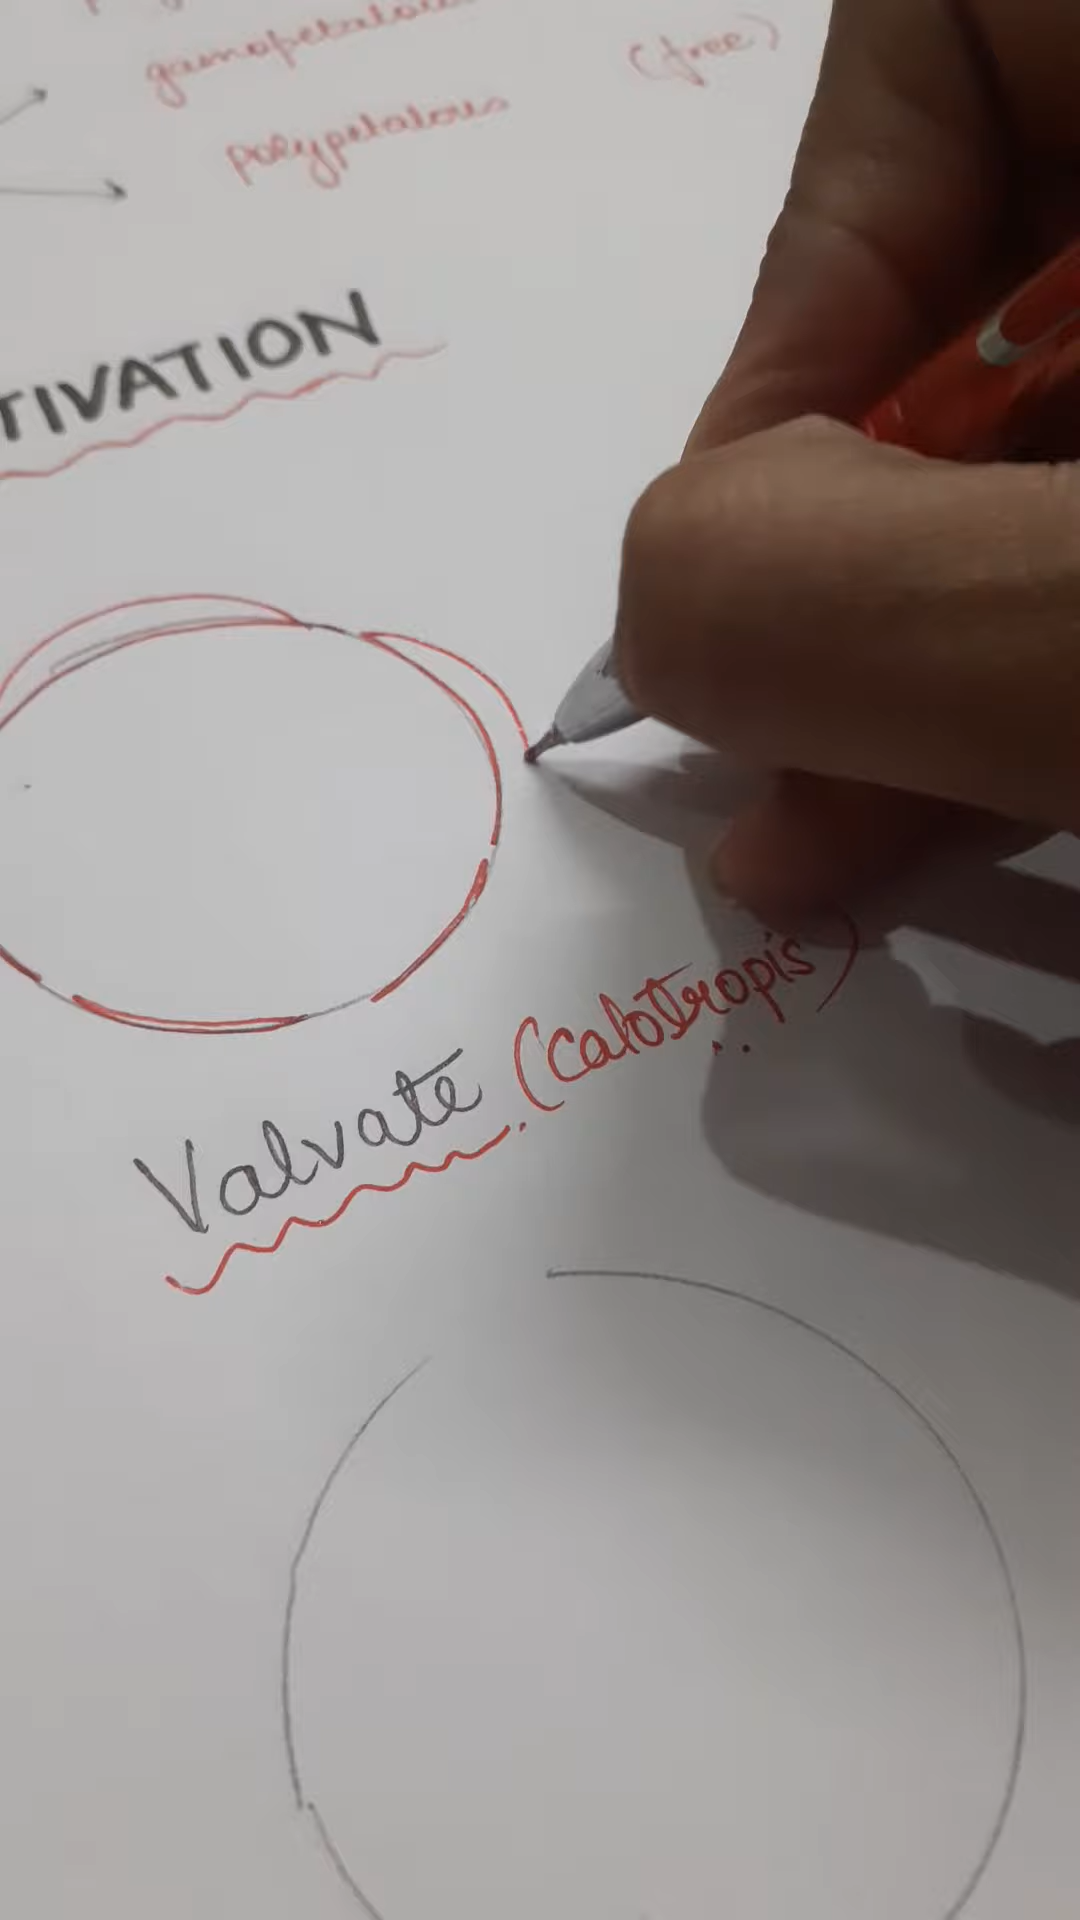 gamopetalous
(free)
polypetalous
TIVATION
Valvate (Calotropis)